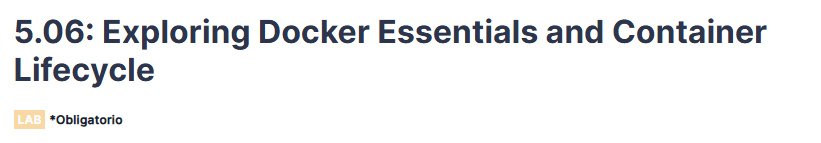 5.06: Exploring Docker Essentials and Container
Lifecycle
LAB *Obligatorio